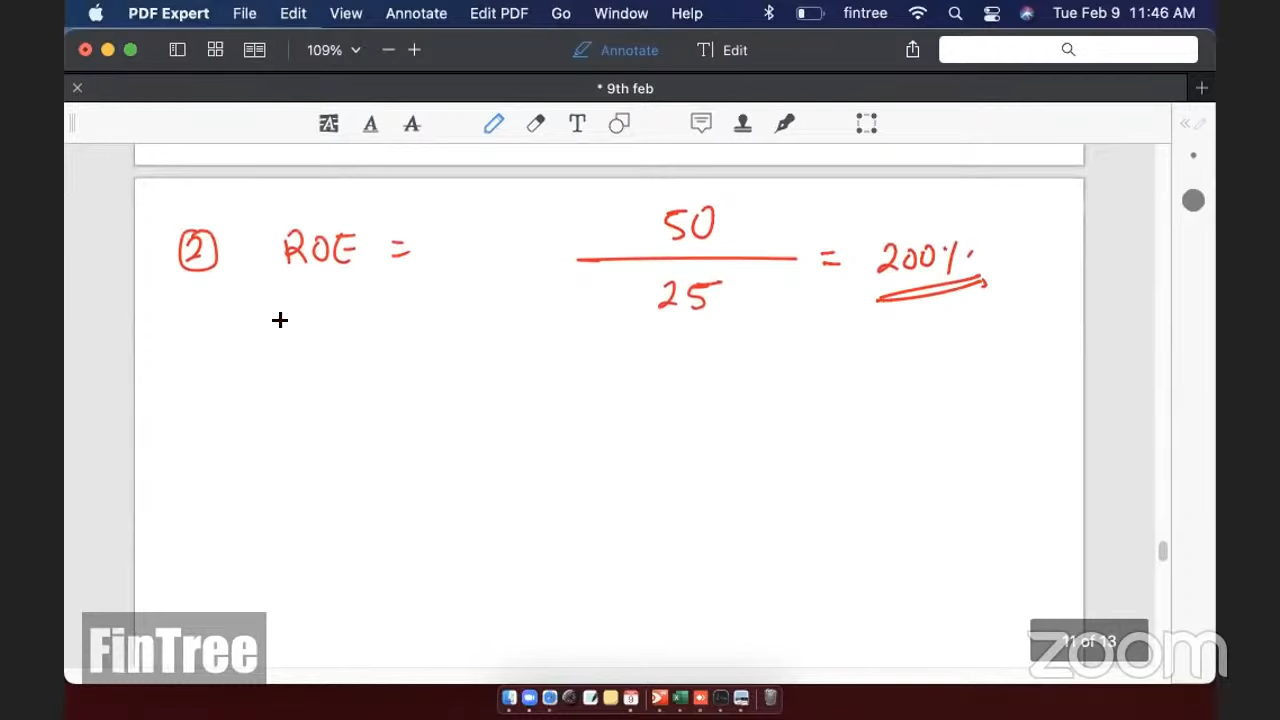 PDF Expert File Edit View Annotate Edit PDF Go Window Help fintree Tue Feb 9 11:46 AM
109% Annotate T Edit
* 9th feb
A A A T
50
2 ROE = = 200%
25
FinTree
11 of 13
zoom
9